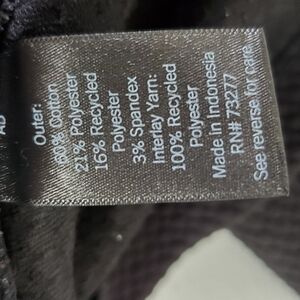 Outer:
60% Cotton
21% Polyester
16% Recycled
Polyester
3% Spandex
Interlay Yarn:
100% Recycled
Polyester
Made in Indonesia
RN# 73277
See reverse for care